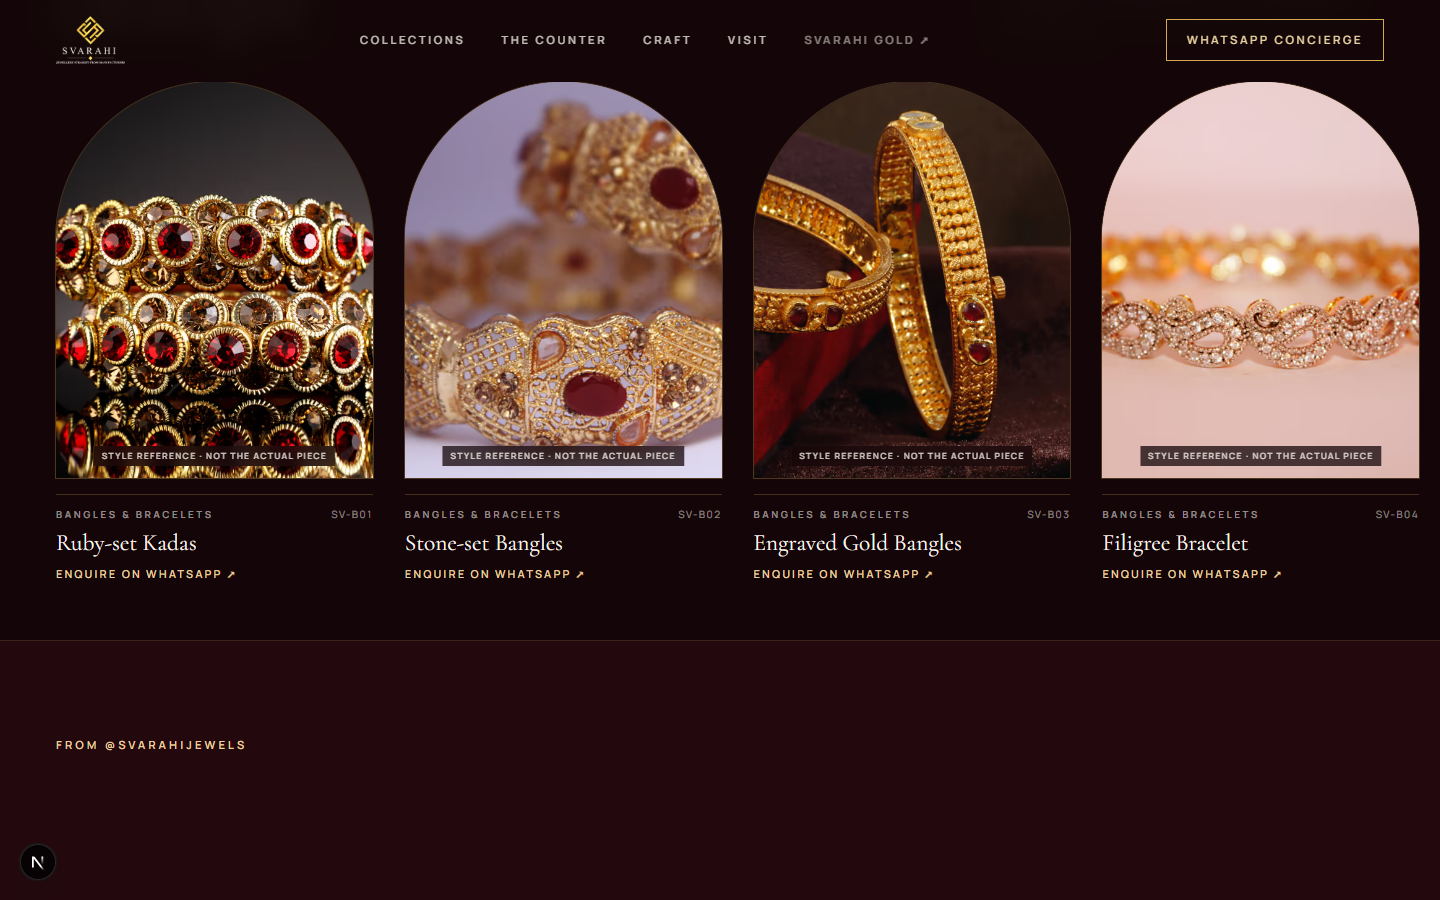 SVARAHI
COLLECTIONS THE COUNTER CRAFT VISIT SVARAHI GOLD ↗ WHATSAPP CONCIERGE
STYLE REFERENCE · NOT THE ACTUAL PIECE STYLE REFERENCE · NOT THE ACTUAL PIECE STYLE REFERENCE · NOT THE ACTUAL PIECE STYLE REFERENCE · NOT THE ACTUAL PIECE
BANGLES & BRACELETS SV-B01 BANGLES & BRACELETS SV-B02 BANGLES & BRACELETS SV-B03 BANGLES & BRACELETS SV-B04
Ruby-set Kadas Stone-set Bangles Engraved Gold Bangles Filigree Bracelet
ENQUIRE ON WHATSAPP ↗ ENQUIRE ON WHATSAPP ↗ ENQUIRE ON WHATSAPP ↗ ENQUIRE ON WHATSAPP ↗
FROM @SVARAHIJEWELS
N